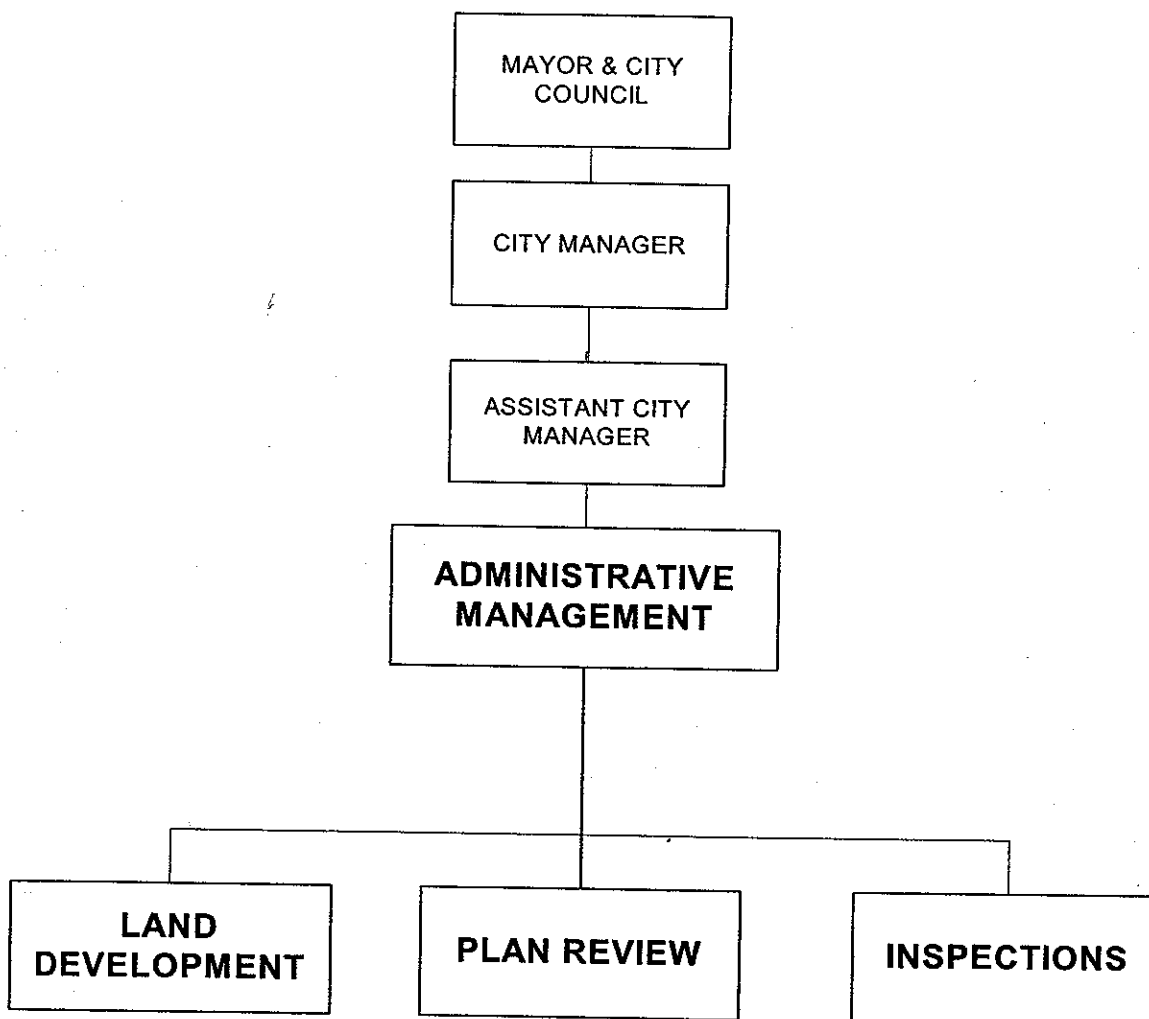 MAYOR & CITY
COUNCIL
CITY MANAGER
ASSISTANT CITY
MANAGER
ADMINISTRATIVE
MANAGEMENT
LAND
DEVELOPMENT
PLAN REVIEW
INSPECTIONS